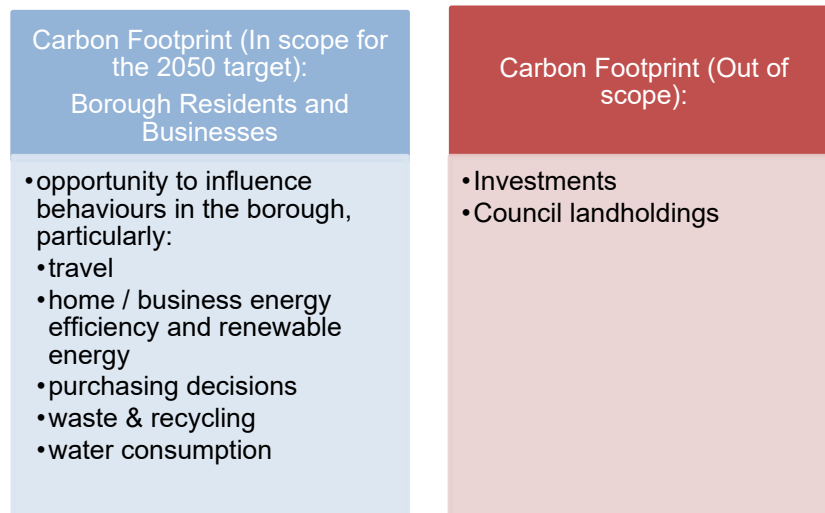 Carbon Footprint (In scope for
the 2050 target):
Borough Residents and
Businesses
•opportunity to influence
behaviours in the borough,
particularly:
•travel
•home / business energy
efficiency and renewable
energy
•purchasing decisions
•waste & recycling
•water consumption
Carbon Footprint (Out of
scope):
•Investments
•Council landholdings